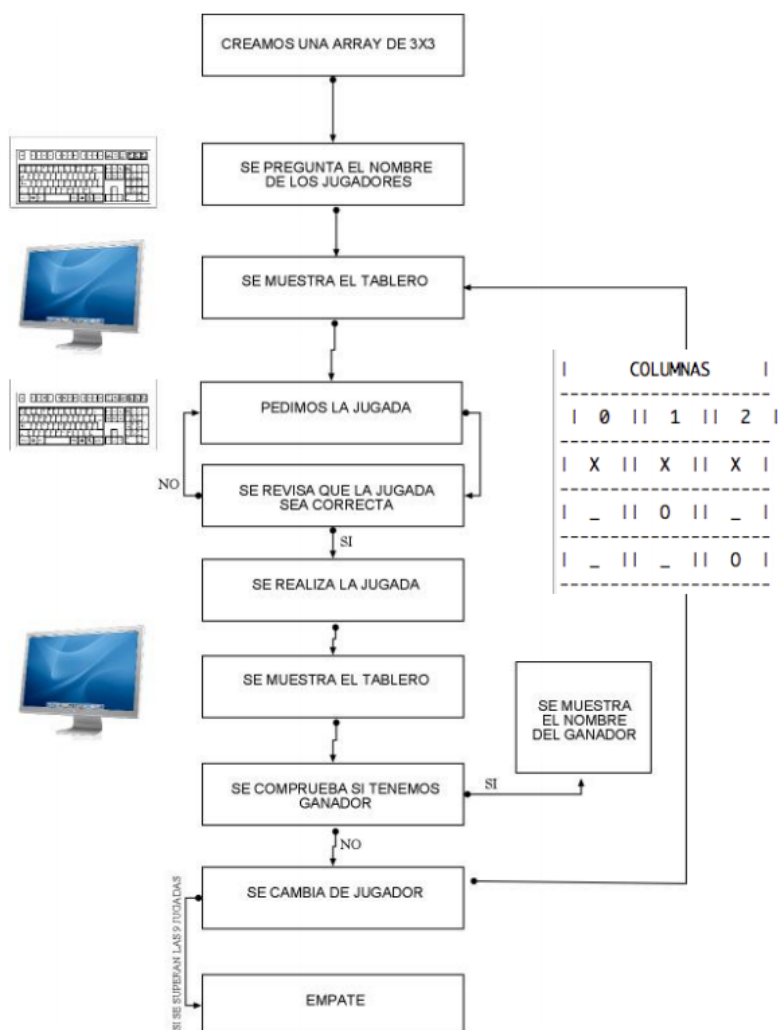 CREAMOS UNA ARRAY DE 3X3
SE PREGUNTA EL NOMBRE
DE LOS JUGADORES
SE MUESTRA EL TABLERO
PEDIMOS LA JUGADA
NO
SE REVISA QUE LA JUGADA
SEA CORRECTA
SI
SE REALIZA LA JUGADA
SE MUESTRA EL TABLERO
SE COMPRUEBA SI TENEMOS
GANADOR
SI
SE MUESTRA
EL NOMBRE
DEL GANADOR
NO
SE CAMBIA DE JUGADOR
SI SE SUPERAN LAS 9 JUGADAS
EMPATE
| COLUMNAS |
--------------------
| 0 || 1 || 2 |
--------------------
| X || X || X |
--------------------
| _ || O || _ |
--------------------
| _ || _ || O |
--------------------